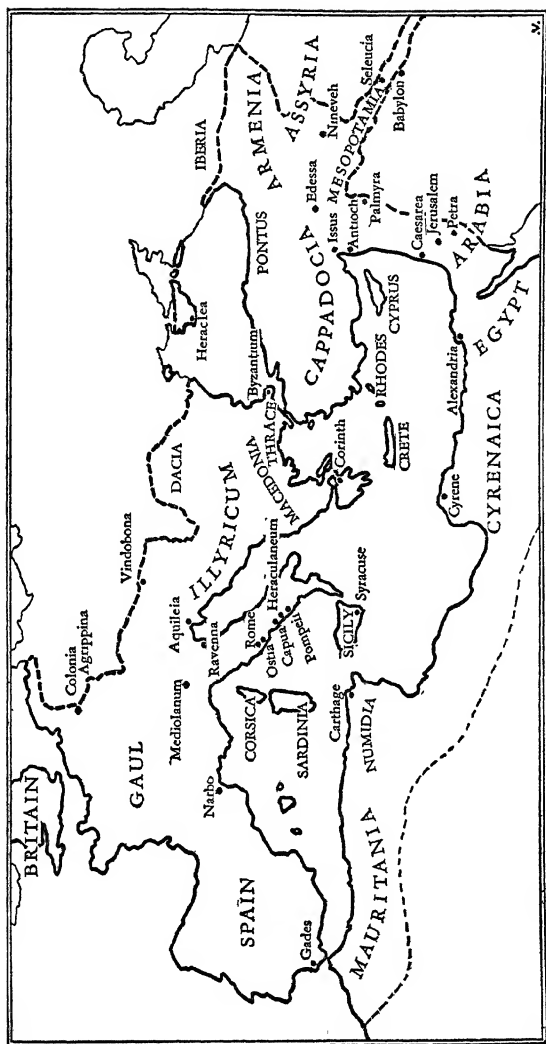 BRITAIN
GAUL
SPAIN
Colonia
Agrippina
Vindobona
DACIA
Mediolanum
Aquileia
Ravenna
ILLYRICUM
Narbo
CORSICA
SARDINIA
Rome
Ostia
Capua
Heraculaneum
Pompeii
MACEDONIA
THRACE
Byzantrum
Heraclea
PONTUS
IBERIA
ARMENIA
ASSYRIA
CAPPADOCIA
Edessa
Nineveh
MESOPOTAMIA
Seleucia
Babylon
Issus
Antioch
Palmyra
Gades
MAURITANIA
NUMIDIA
Carthage
SICILY
Syracuse
Corinth
CRETE
RHODES
CYPRUS
Caesarea
Jerusalem
Petra
ARABIA
Cyrene
CYRENAICA
Alexandria
EGYPT
N.